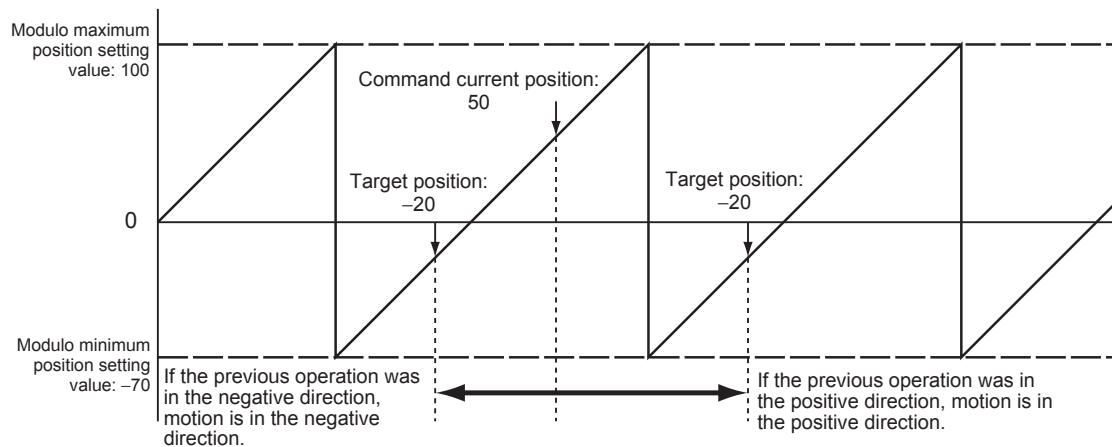 Modulo maximum
position setting
value: 100
Command current position:
50
Target position:
−20
Target position:
−20
0
Modulo minimum
position setting
value: −70
If the previous operation was
in the negative direction,
motion is in the negative
direction.
If the previous operation was in
the positive direction, motion is in
the positive direction.